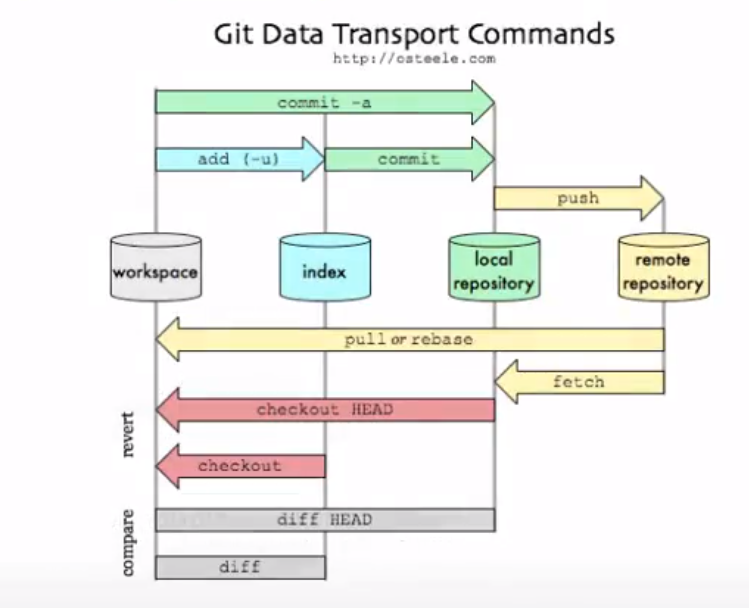 Git Data Transport Commands
http://osteele.com
commit -a
add (-u)
commit
push
workspace
index
local
repository
remote
repository
pull or rebase
fetch
revert
checkout HEAD
checkout
compare
diff HEAD
diff